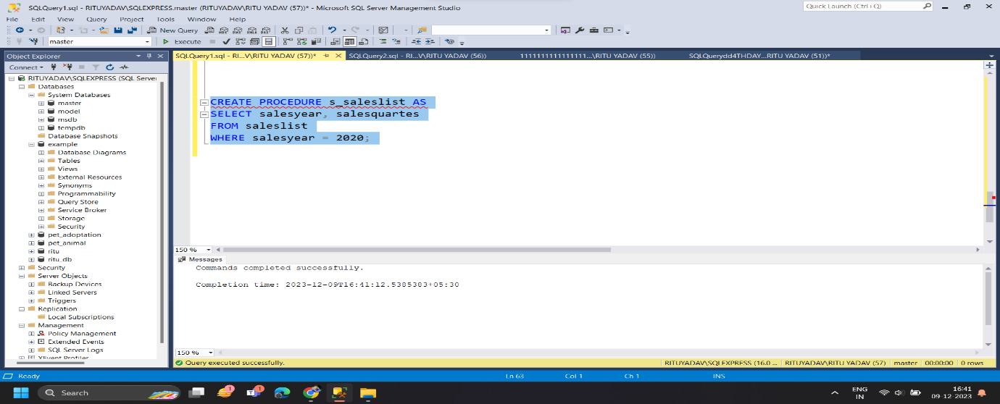 SQLQuery1.sql - RITUYADAV\SQLEXPRESS.master (RITUYADAV\RITU YADAV (57))* - Microsoft SQL Server Management Studio
Quick Launch (Ctrl+Q)
File Edit View Query Project Tools Window Help
New Query
master
Execute
Object Explorer
SQLQuery1.sql - RI...V\RITU YADAV (57))*
SQLQuery2.sql - RI...V\RITU YADAV (56))
1111111111111111...\RITU YADAV (55))
SQLQuerydd4THDAY...RITU YADAV (51))*
Connect
RITUYADAV\SQLEXPRESS (SQL Server
Databases
System Databases
master
model
msdb
tempdb
Database Snapshots
example
Database Diagrams
Tables
Views
External Resources
Synonyms
Programmability
Query Store
Service Broker
Storage
Security
pet_adoptation
pet_animal
ritu
ritu_db
Security
Server Objects
Backup Devices
Linked Servers
Triggers
Replication
Local Subscriptions
Management
Policy Management
Extended Events
SQL Server Logs
XEvent Profiler
CREATE PROCEDURE s_saleslist AS
SELECT salesyear, salesquartes
FROM saleslist
WHERE salesyear = 2020;
150 %
Messages
Commands completed successfully.
Completion time: 2023-12-09T16:41:12.5385383+05:30
150 %
Query executed successfully.
RITUYADAV\SQLEXPRESS (16.0 ...
RITUYADAV\RITU YADAV (57)
master
00:00:00
0 rows
Ready
Ln 63
Col 1
Ch 1
INS
Search
1
1
ENG
IN
16:41
09-12-2023